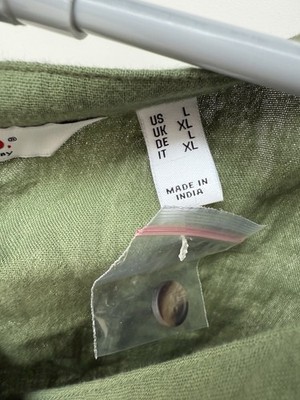 US L
UK XL
DE L
IT XL
MADE IN
INDIA